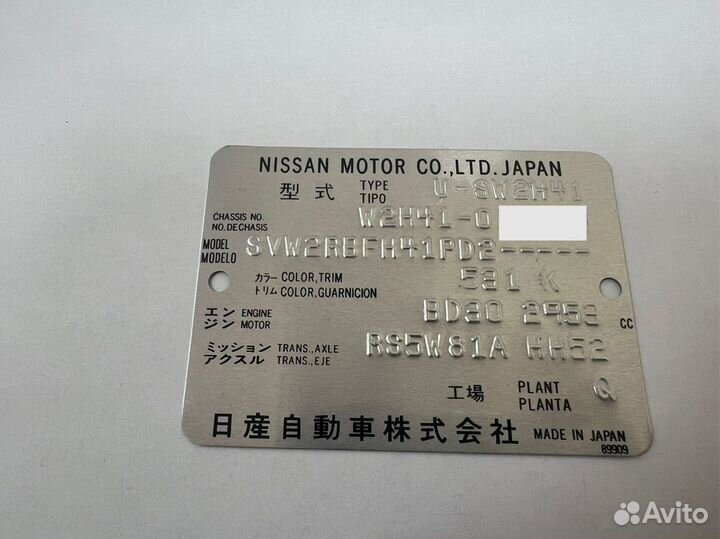 NISSAN MOTOR CO.,LTD. JAPAN
型式 TYPE TIPO U-SW2H41
CHASSIS NO. NO.DECHASIS W2H41-0
MODEL MODELO SVW2RBFH41PD2-----
カラー COLOR,TRIM トリム COLOR,GUARNICION 531 K
エンジン ENGINE MOTOR BD30 2953 CC
ミッション TRANS.,AXLE アクスル TRANS.,EJE RS5W81A HH52
工場 PLANT PLANTA Q
日産自動車株式会社 MADE IN JAPAN
89909
Avito